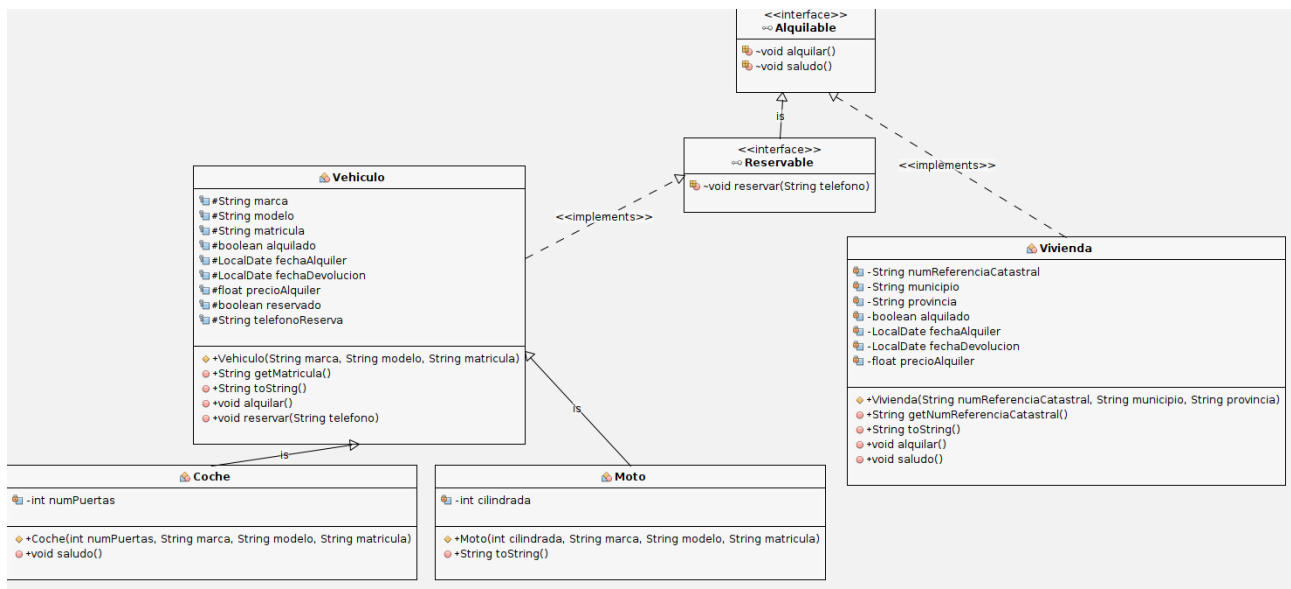 <<interface>>
Alquilable
~void alquilar()
~void saludo()
is
<<interface>>
Reservable
~void reservar(String telefono)
<<implements>>
<<implements>>
Vehiculo
#String marca
#String modelo
#String matricula
#boolean alquilado
#LocalDate fechaAlquiler
#LocalDate fechaDevolucion
#float precioAlquiler
#boolean reservado
#String telefonoReserva
+Vehiculo(String marca, String modelo, String matricula)
+String getMatricula()
+String toString()
+void alquilar()
+void reservar(String telefono)
Vivienda
-String numReferenciaCatastral
-String municipio
-String provincia
-boolean alquilado
-LocalDate fechaAlquiler
-LocalDate fechaDevolucion
-float precioAlquiler
+Vivienda(String numReferenciaCatastral, String municipio, String provincia)
+String getNumReferenciaCatastral()
+String toString()
+void alquilar()
+void saludo()
is
is
Coche
-int numPuertas
+Coche(int numPuertas, String marca, String modelo, String matricula)
+void saludo()
Moto
-int cilindrada
+Moto(int cilindrada, String marca, String modelo, String matricula)
+String toString()